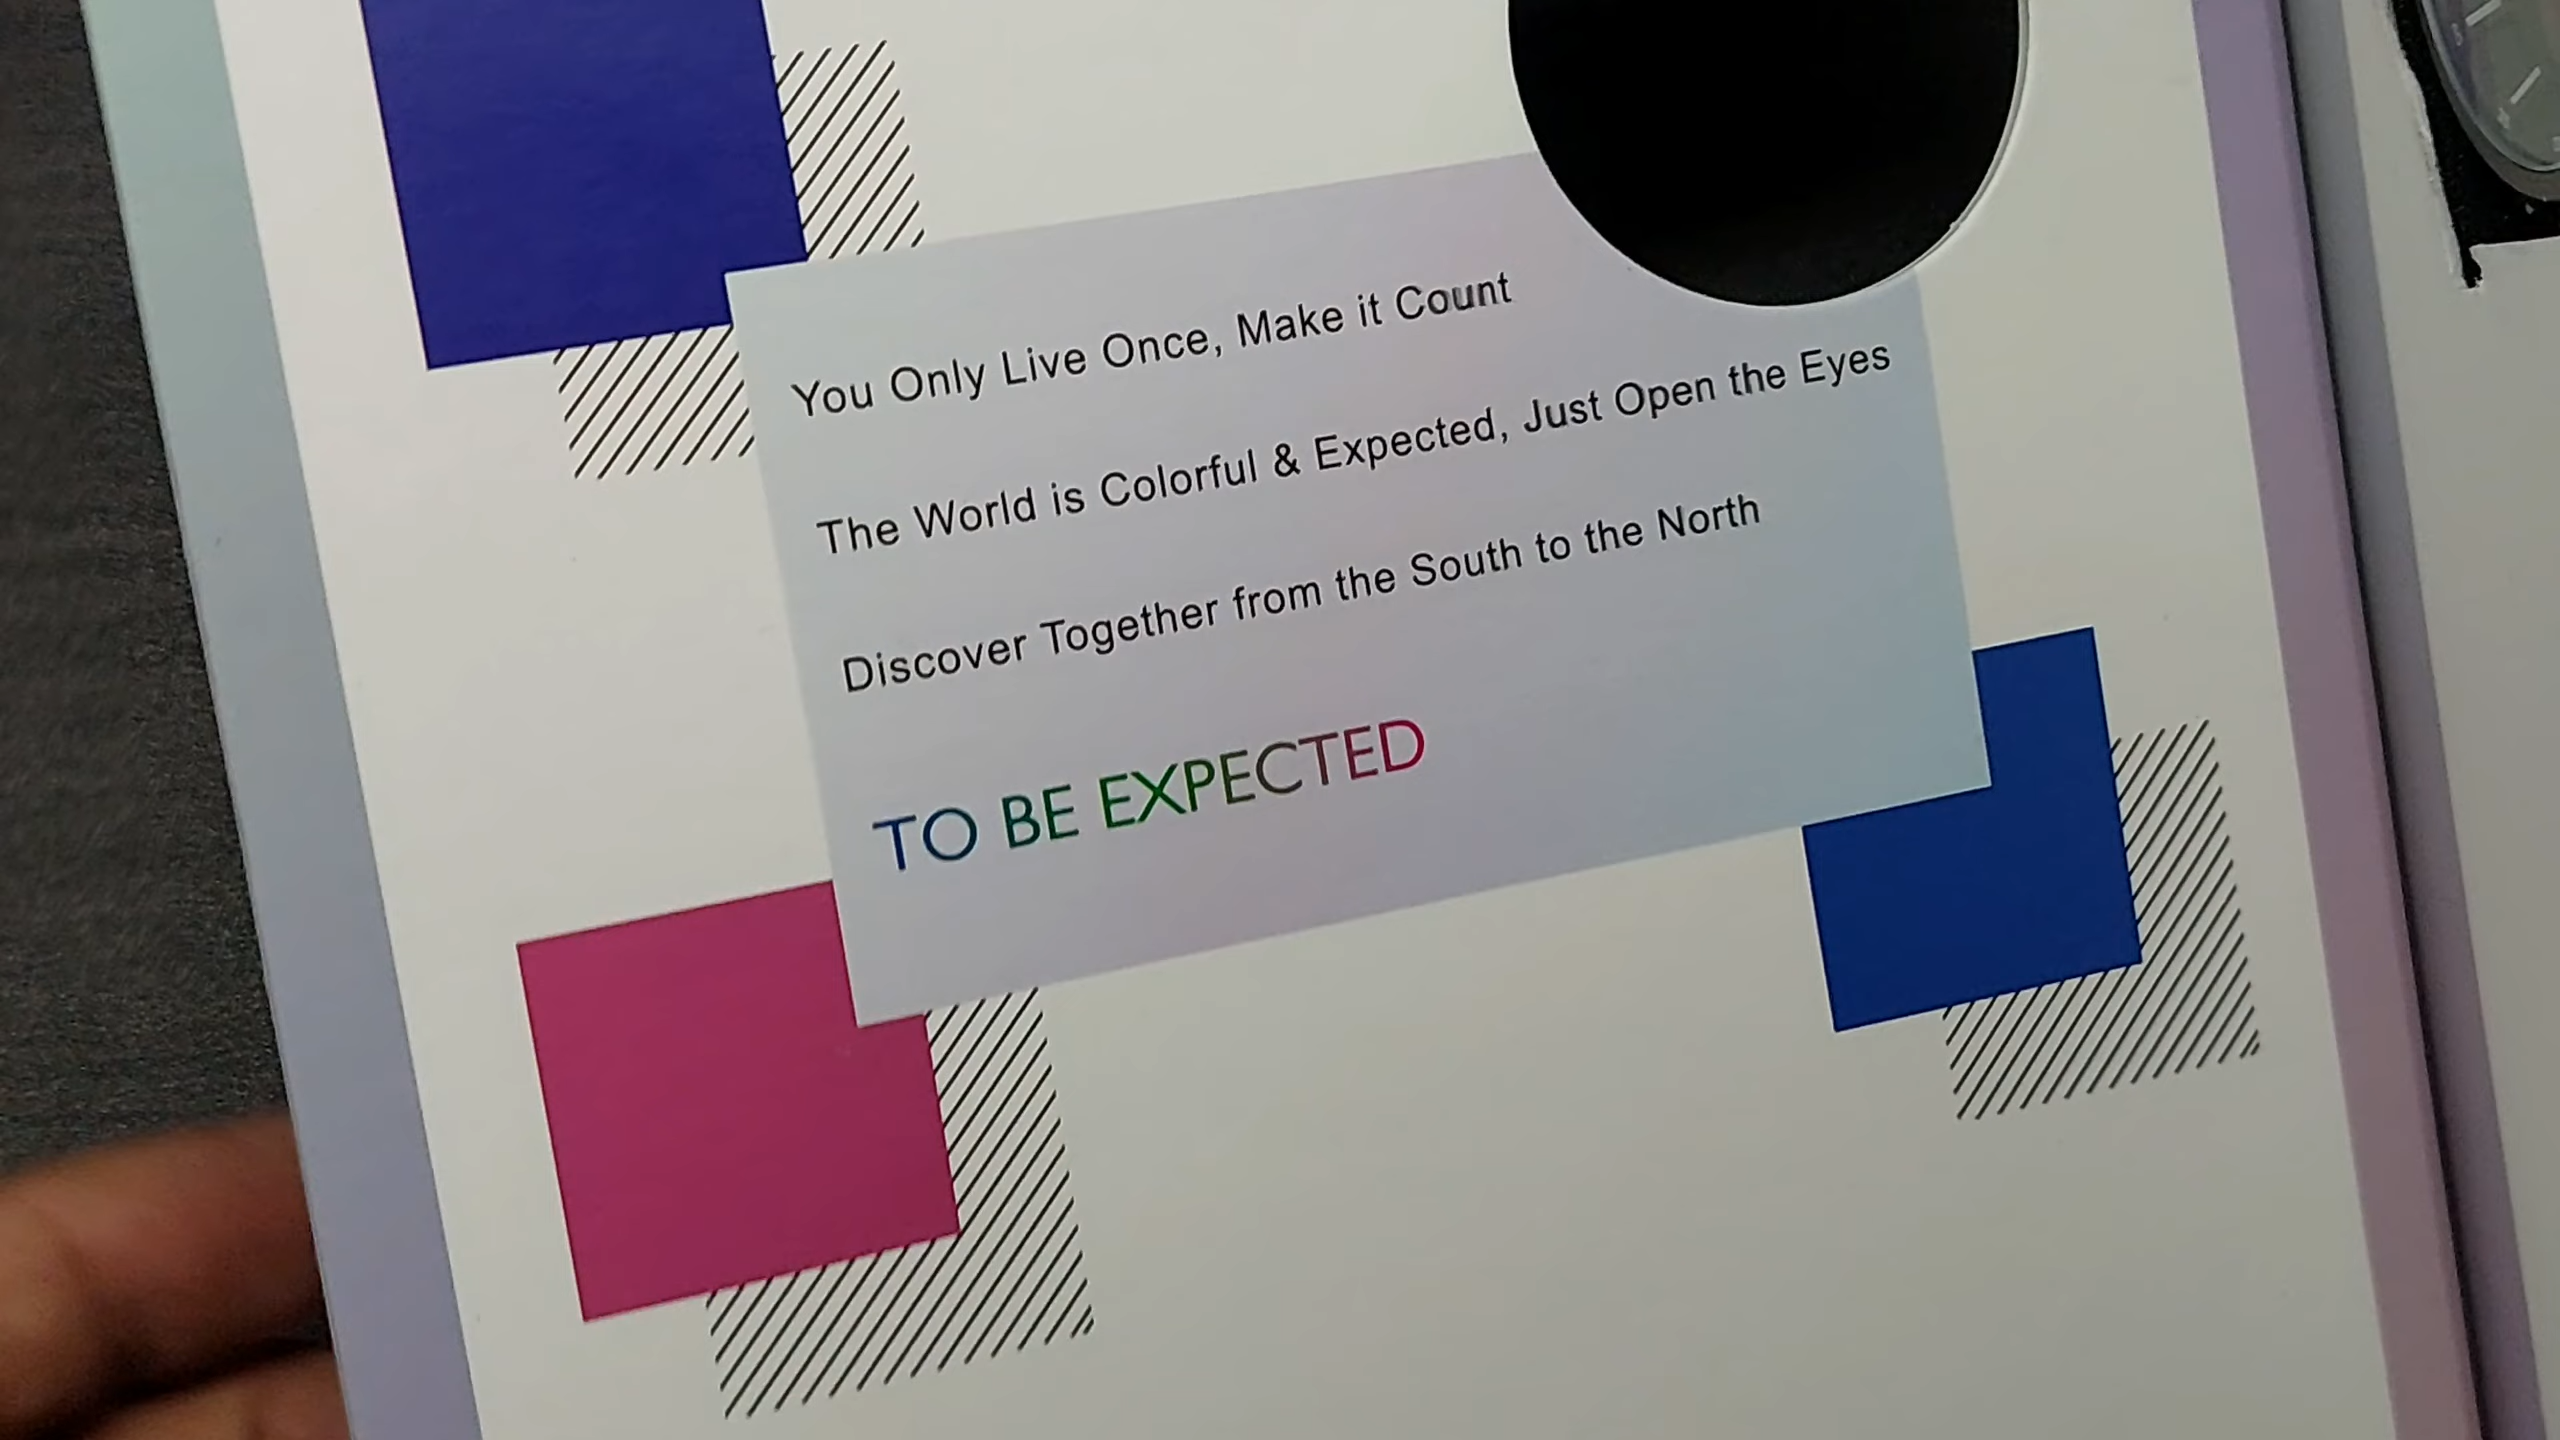 You Only Live Once, Make it Count
The World is Colorful & Expected, Just Open the Eyes
Discover Together from the South to the North
TO BE EXPECTED